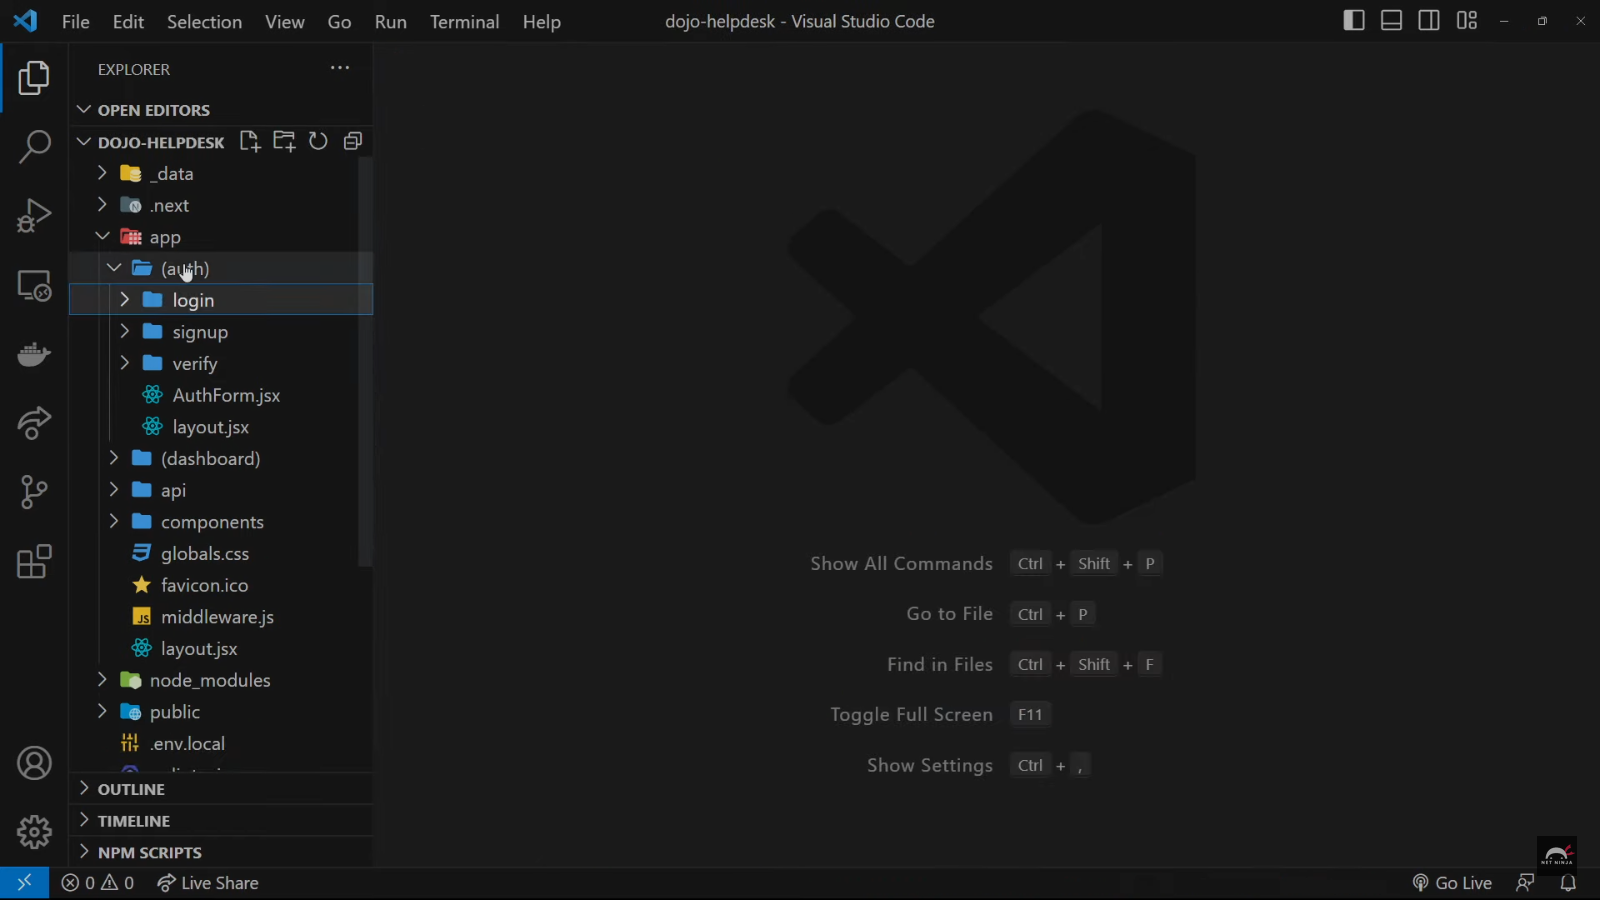 File Edit Selection View Go Run Terminal Help dojo-helpdesk - Visual Studio Code
EXPLORER
OPEN EDITORS
DOJO-HELPDESK
_data
.next
app
(auth)
login
signup
verify
AuthForm.jsx
layout.jsx
(dashboard)
api
components
globals.css
favicon.ico
middleware.js
layout.jsx
node_modules
public
.env.local
OUTLINE
TIMELINE
NPM SCRIPTS
Show All Commands Ctrl + Shift + P
Go to File Ctrl + P
Find in Files Ctrl + Shift + F
Toggle Full Screen F11
Show Settings Ctrl + ,
NET NINJA
0 0 Live Share Go Live